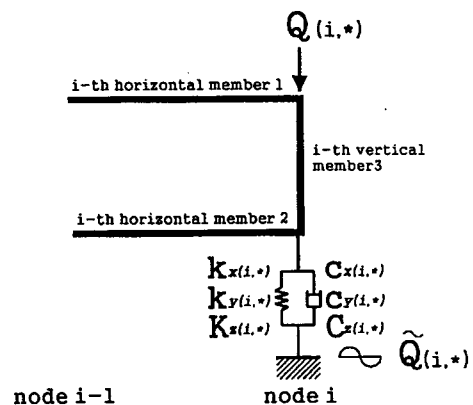 Q(i,*)
i-th horizontal member 1
i-th vertical
member3
i-th horizontal member 2
kx(i,*) Cx(i,*)
ky(i,*) Cy(i,*)
Kz(i,*) Cz(i,*)
Q̃(i,*)
node i-1 node i